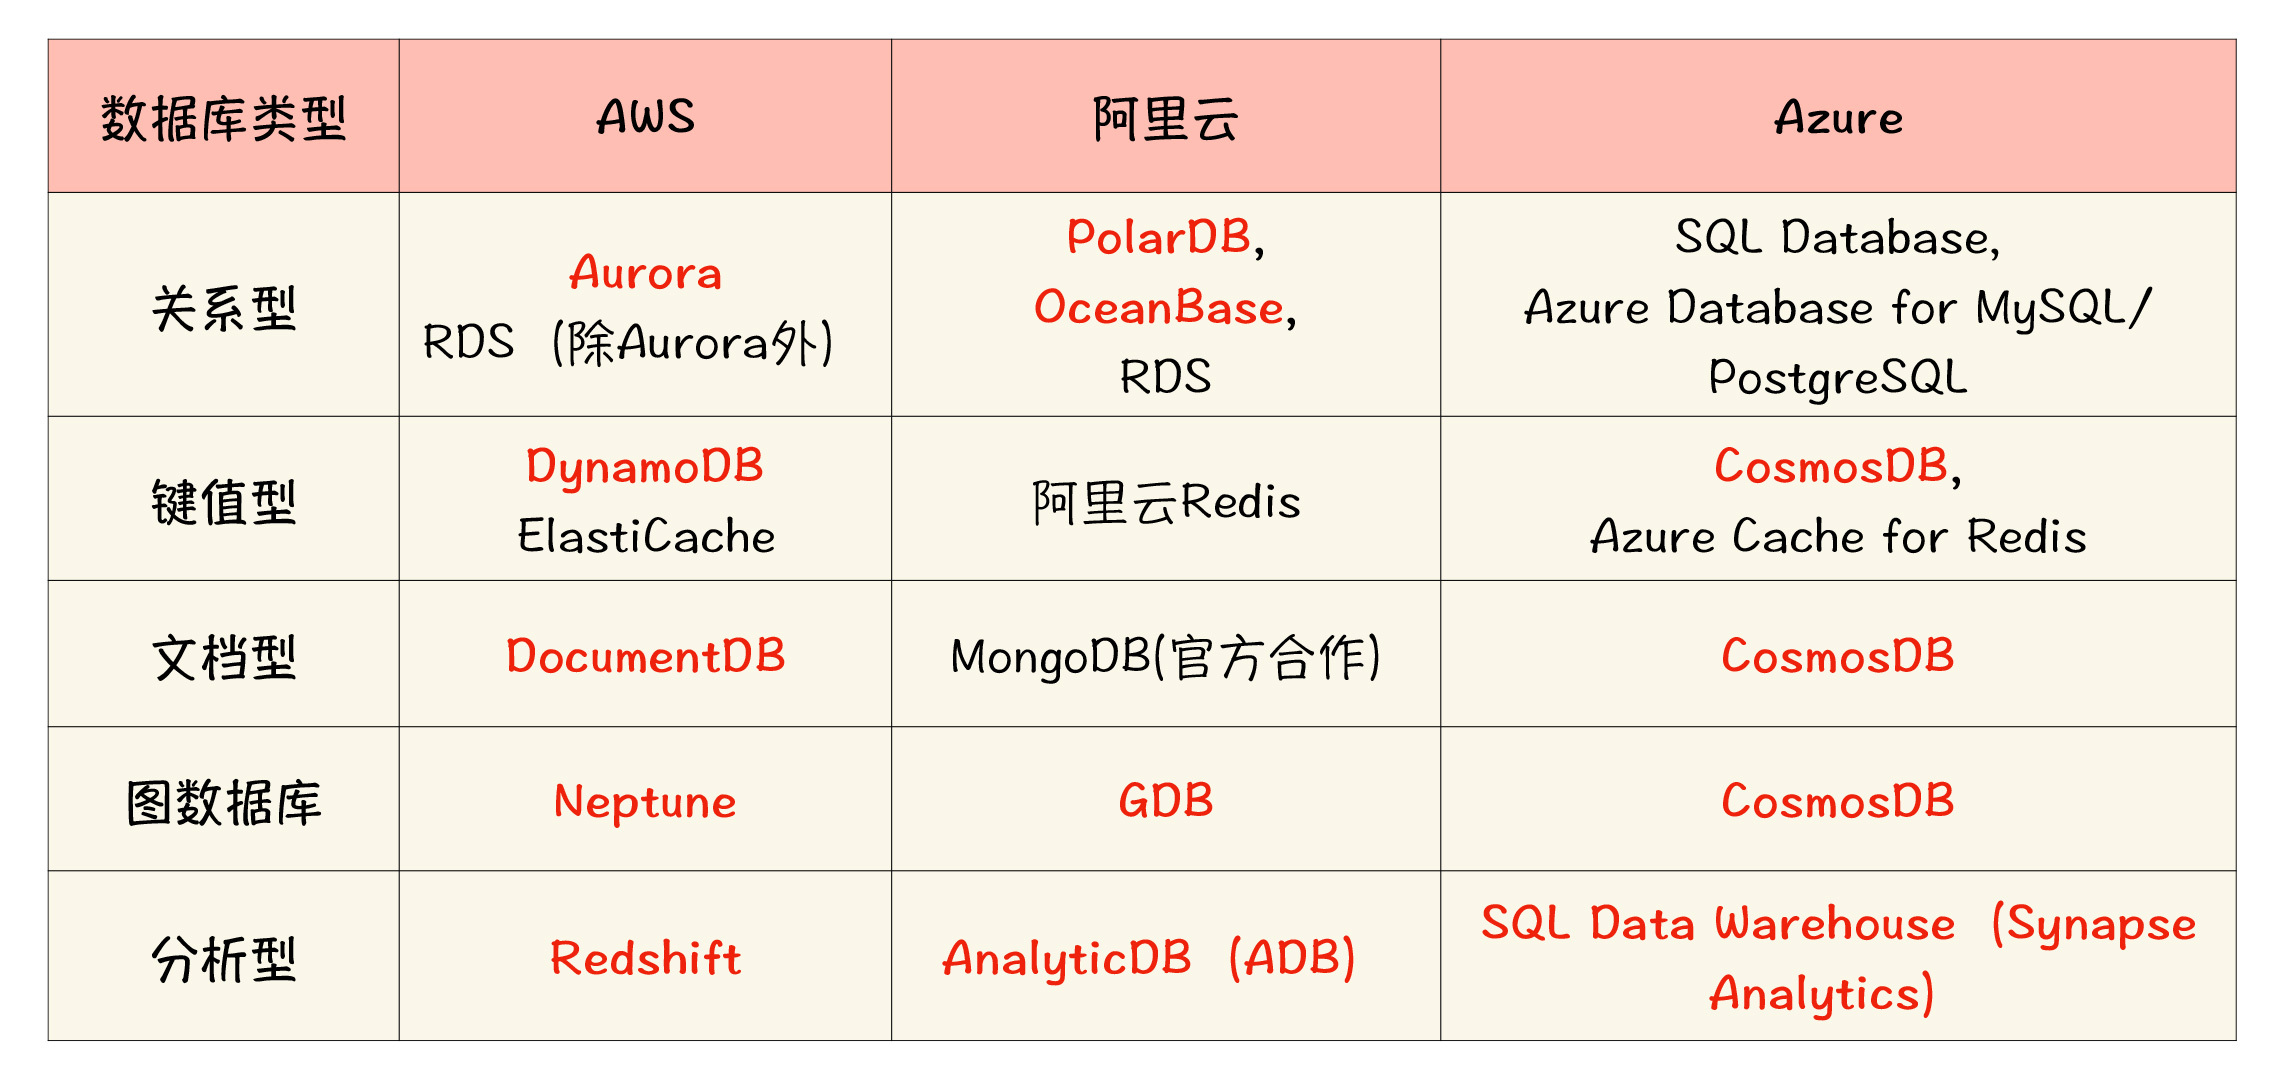 数据库类型
AWS
阿里云
Azure
关系型
Aurora
RDS （除Aurora外）
PolarDB,
OceanBase,
RDS
SQL Database,
Azure Database for MySQL/
PostgreSQL
键值型
DynamoDB
ElastiCache
阿里云Redis
CosmosDB,
Azure Cache for Redis
文档型
DocumentDB
MongoDB(官方合作)
CosmosDB
图数据库
Neptune
GDB
CosmosDB
分析型
Redshift
AnalyticDB （ADB）
SQL Data Warehouse （Synapse
Analytics）